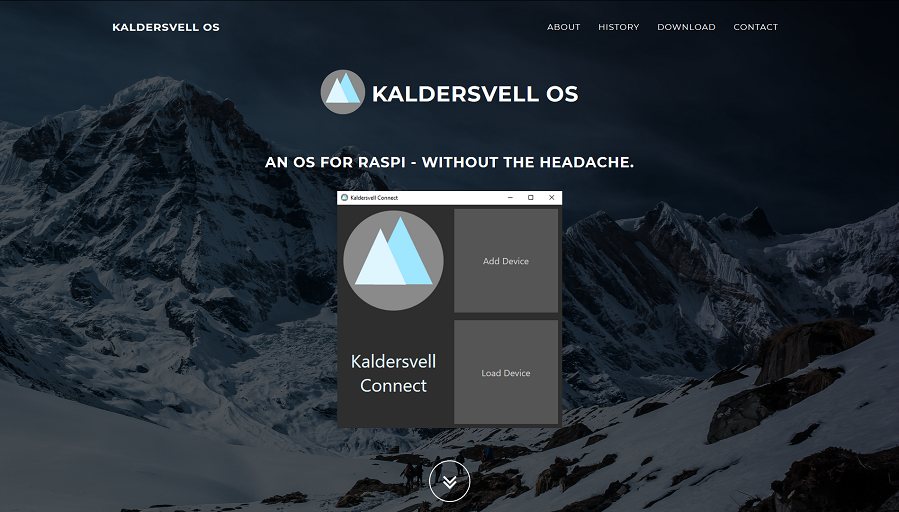 KALDERSVELL OS
ABOUT HISTORY DOWNLOAD CONTACT
KALDERSVELL OS
AN OS FOR RASPI - WITHOUT THE HEADACHE.
Kaldersvell Connect
Add Device
Kaldersvell
Connect
Load Device